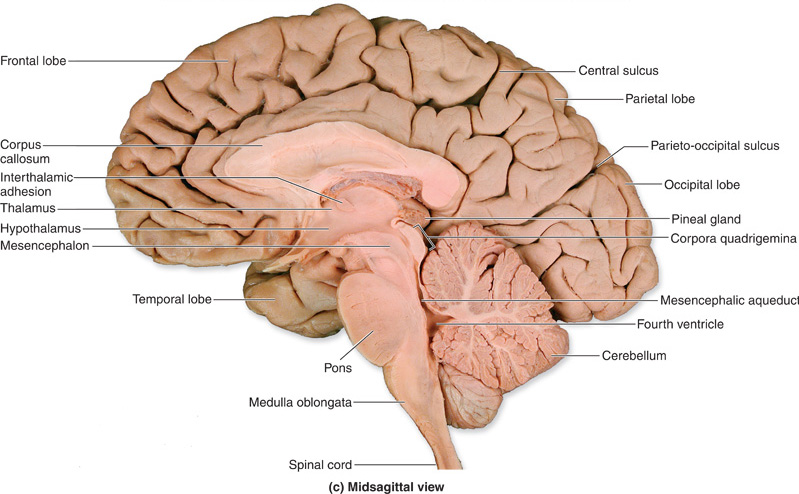 Frontal lobe
Central sulcus
Parietal lobe
Corpus
callosum
Parieto-occipital sulcus
Interthalamic
adhesion
Occipital lobe
Thalamus
Pineal gland
Hypothalamus
Corpora quadrigemina
Mesencephalon
Temporal lobe
Mesencephalic aqueduct
Fourth ventricle
Cerebellum
Pons
Medulla oblongata
Spinal cord
(c) Midsagittal view